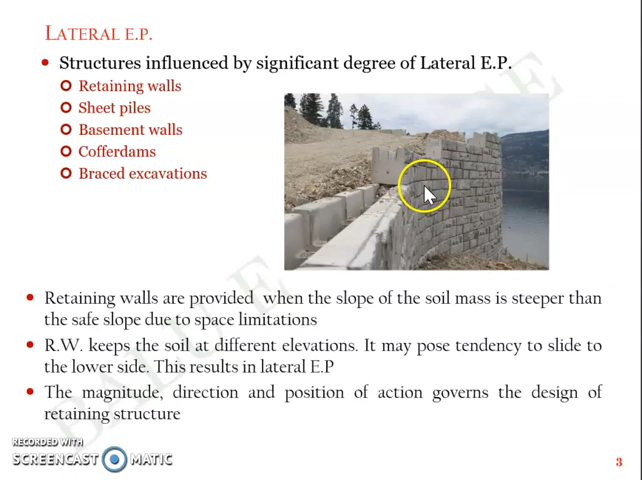 LATERAL E.P.
Structures influenced by significant degree of Lateral E.P.
Retaining walls
Sheet piles
Basement walls
Cofferdams
Braced excavations
Retaining walls are provided when the slope of the soil mass is steeper than
the safe slope due to space limitations
R.W. keeps the soil at different elevations. It may pose tendency to slide to
the lower side. This results in lateral E.P
The magnitude, direction and position of action governs the design of
retaining structure
RECORDED WITH
SCREENCAST MATIC
3